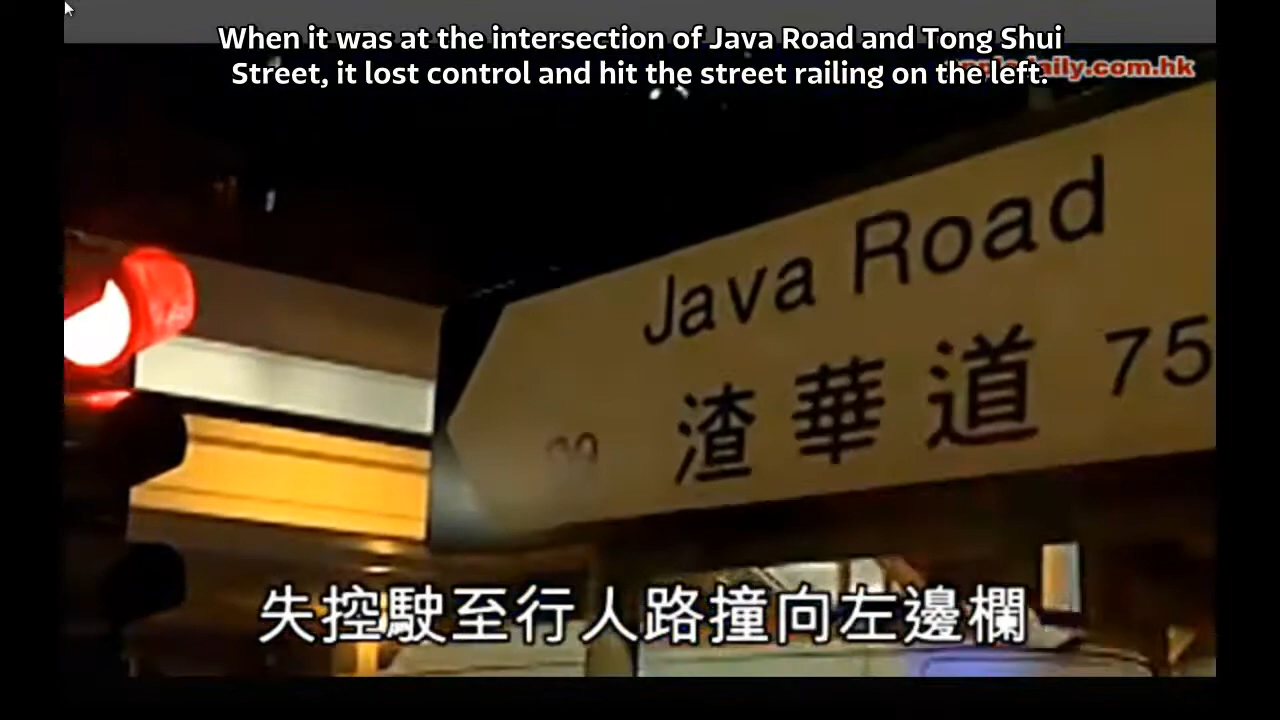 When it was at the intersection of Java Road and Tong Shui
Street, it lost control and hit the street railing on the left.
Java Road
渣華道 75
失控駛至行人路撞向左邊欄